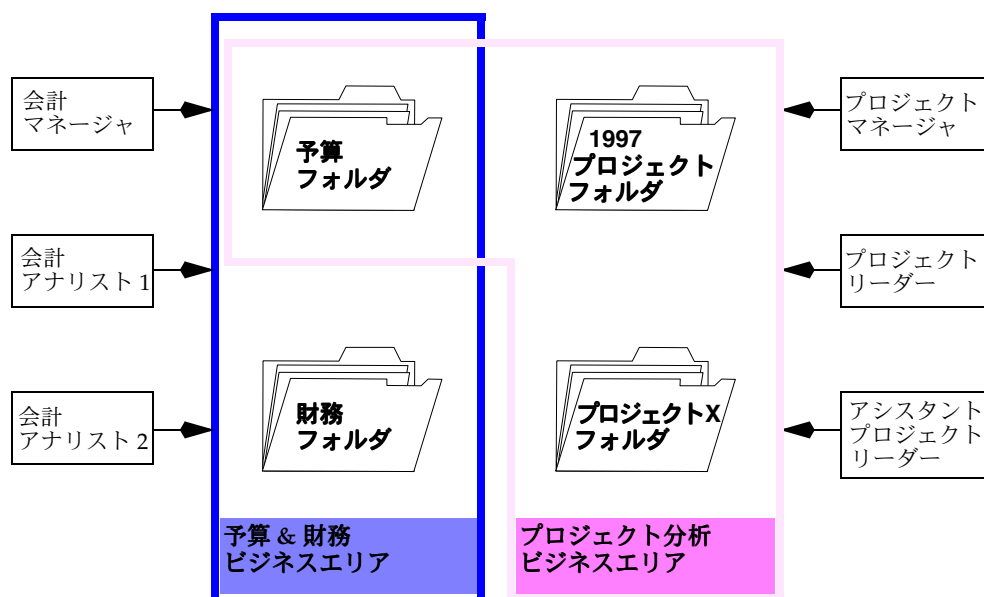 会計
マネージャ
予算
フォルダ
1997
プロジェクト
フォルダ
プロジェクト
マネージャ
会計
アナリスト 1
プロジェクト
リーダー
会計
アナリスト 2
財務
フォルダ
プロジェクトX
フォルダ
アシスタント
プロジェクト
リーダー
予算 & 財務
ビジネスエリア
プロジェクト分析
ビジネスエリア